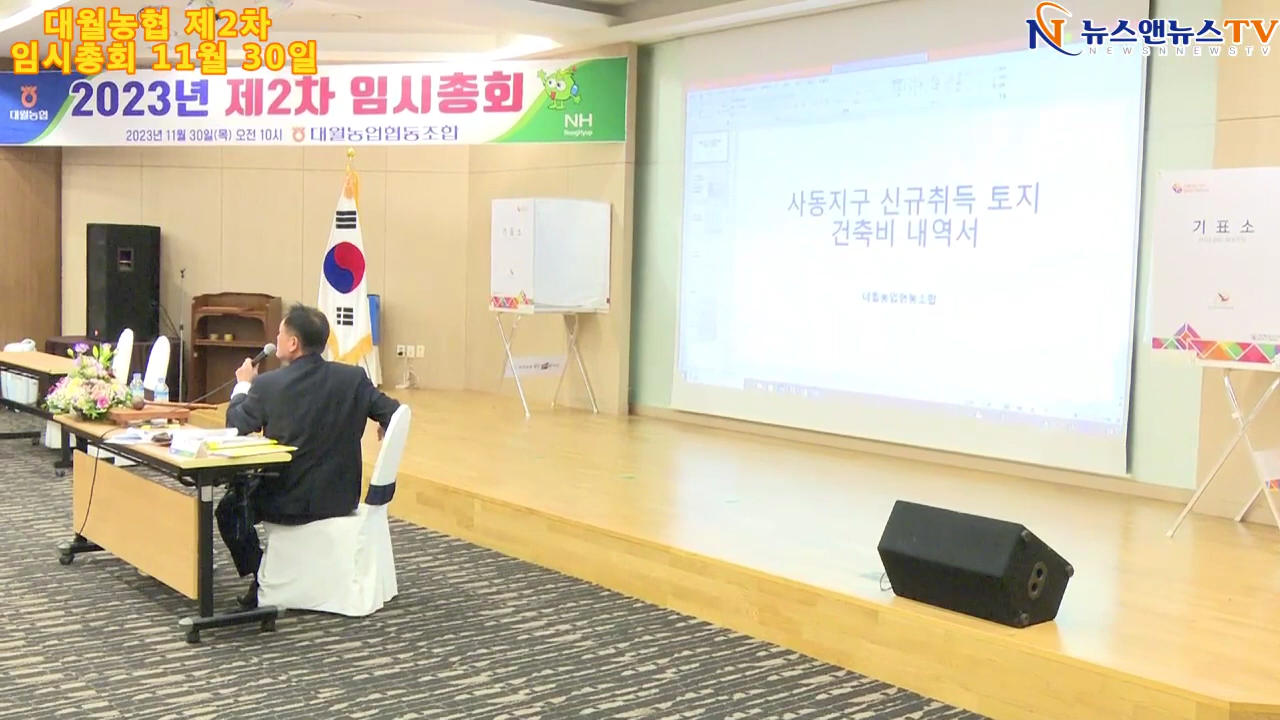 대월농협 제2차
임시총회 11월 30일
뉴스앤뉴스TV
NEWSNNEWSTV
대월농협
2023년 제2차 임시총회
2023년 11월 30일(목) 오전 10시 대월농업협동조합
NH
NongHyup
사동지구 신규취득 토지
건축비 내역서
대월농업협동조합
기 표 소
기 표 소